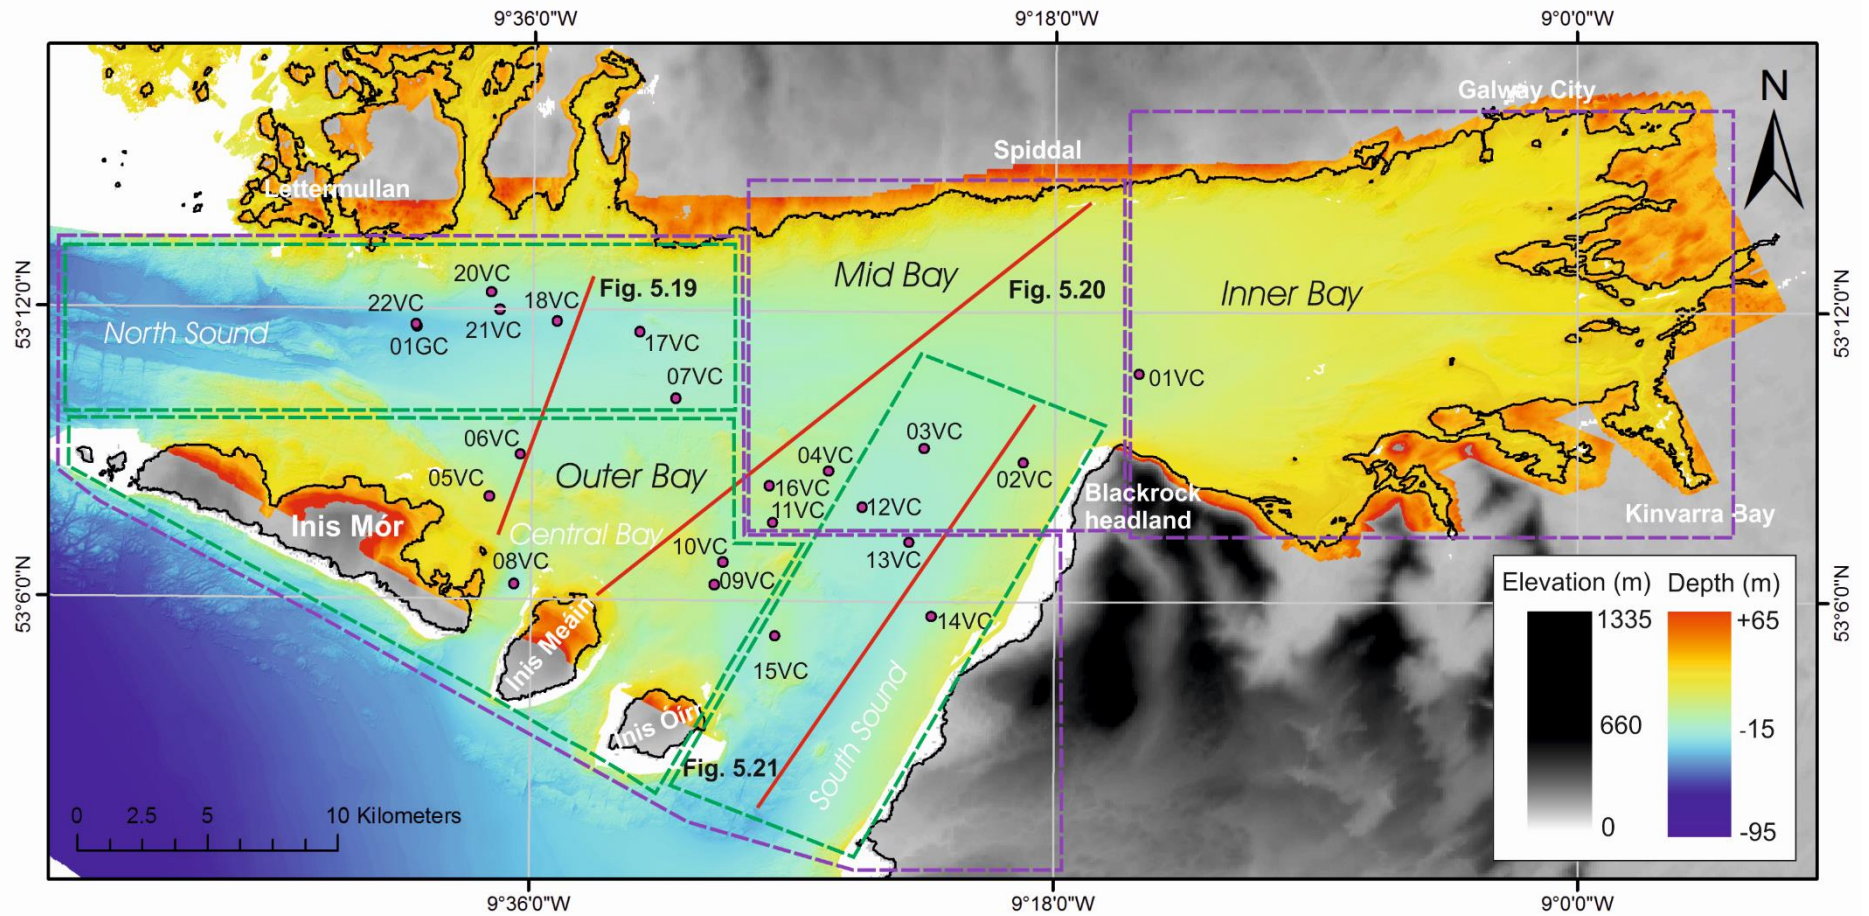 9°36'0"W
9°18'0"W
9°0'0"W
Galway City
N
Spiddal
Lettermullan
Mid Bay
Inner Bay
20VC
Fig. 5.19
Fig. 5.20
22VC
18VC
53°12'0"N
53°12'0"N
North Sound
01GC
21VC
17VC
07VC
01VC
06VC
03VC
Outer Bay
04VC
05VC
16VC
02VC
Blackrock
headland
Inis Mór
11VC
12VC
Kinvarra Bay
Central Bay
10VC
13VC
08VC
09VC
53°6'0"N
53°6'0"N
14VC
Inis Meáin
15VC
Inis Óírr
South Sound
Fig. 5.21
Elevation (m)
1335
660
0
Depth (m)
+65
-15
-95
0 2.5 5 10 Kilometers
9°36'0"W
9°18'0"W
9°0'0"W